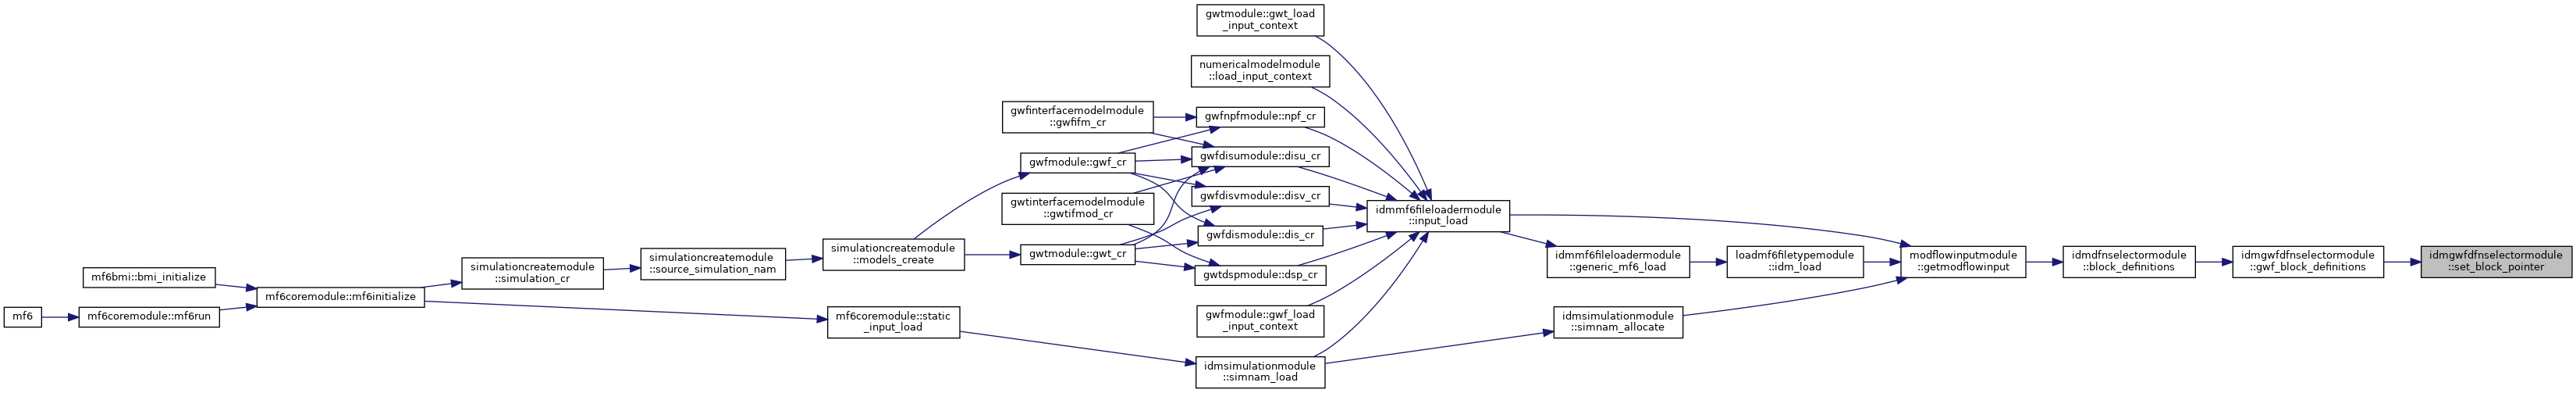 gwtmodule::gwt_load
_input_context
numericalmodelmodule
::load_input_context
gwfinterfacemodelmodule
::gwfifm_cr
gwfnpfmodule::npf_cr
gwfmodule::gwf_cr
gwfdisumodule::disu_cr
gwtinterfacemodelmodule
::gwtifmod_cr
gwfdisvmodule::disv_cr
idmmf6fileloadermodule
::input_load
gwfdismodule::dis_cr
simulationcreatemodule
::models_create
gwtmodule::gwt_cr
simulationcreatemodule
::source_simulation_nam
simulationcreatemodule
::simulation_cr
gwtdspmodule::dsp_cr
idmmf6fileloadermodule
::generic_mf6_load
loadmf6filetypemodule
::idm_load
modflowinputmodule
::getmodflowinput
idmdfnselectormodule
::block_definitions
idmgwfdfnselectormodule
::gwf_block_definitions
idmgwfdfnselectormodule
::set_block_pointer
mf6bmi::bmi_initialize
mf6coremodule::mf6initialize
mf6
mf6coremodule::mf6run
mf6coremodule::static
_input_load
gwfmodule::gwf_load
_input_context
idmsimulationmodule
::simnam_allocate
idmsimulationmodule
::simnam_load